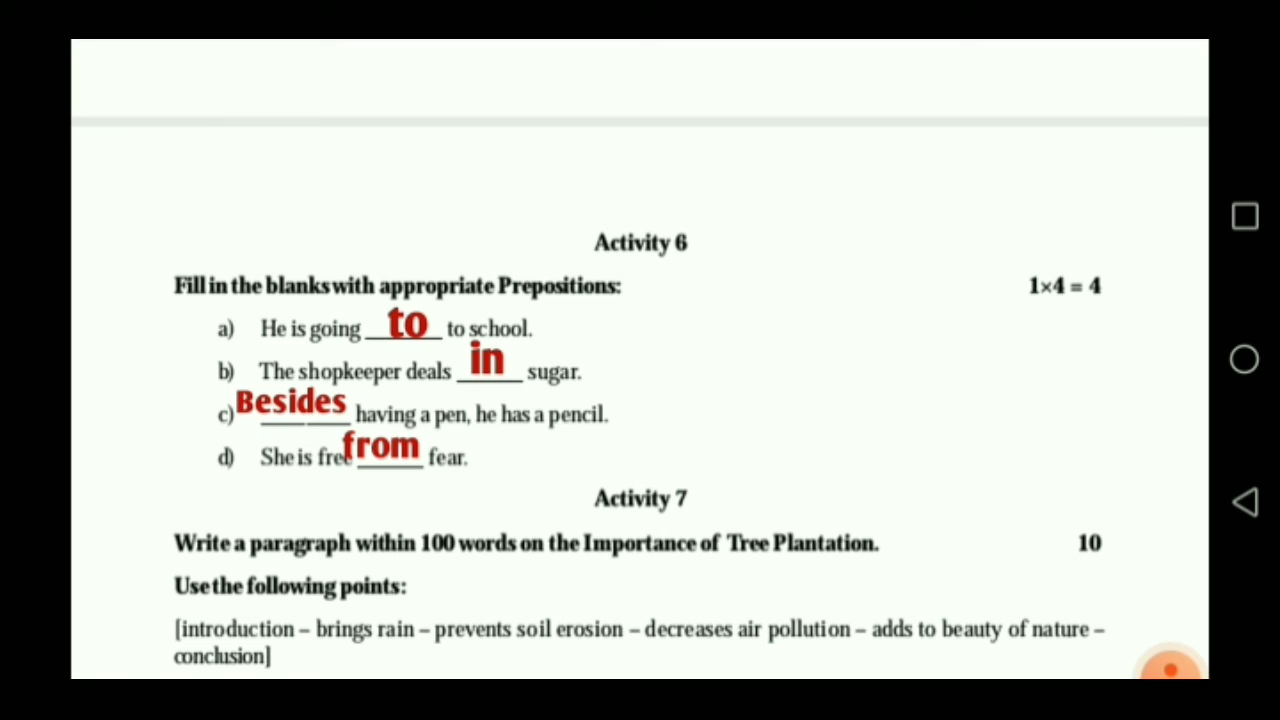 Activity 6
Fill in the blanks with appropriate Prepositions: 1×4 = 4
a) He is going to to school.
b) The shopkeeper deals in sugar.
c) Besides having a pen, he has a pencil.
d) She is free from fear.
Activity 7
Write a paragraph within 100 words on the Importance of Tree Plantation. 10
Use the following points:
[introduction – brings rain – prevents soil erosion – decreases air pollution – adds to beauty of nature –
conclusion]